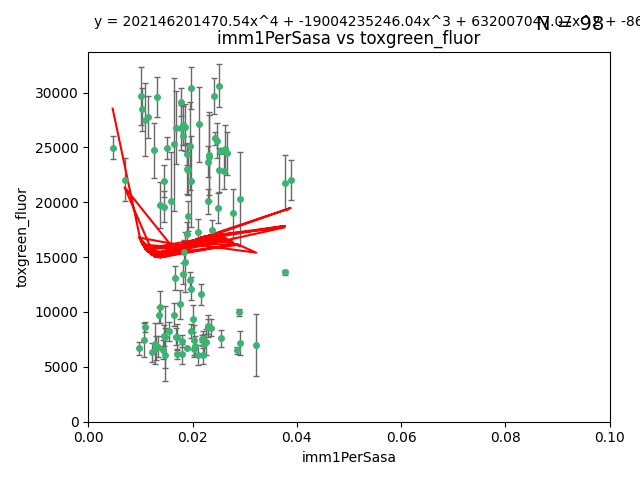 y = 202146201470.54x^4 + -19004235246.04x^3 +
N = 98
imm1PerSasa vs toxgreen_fluor
toxgreen_fluor
30000
25000
20000
15000
10000
5000
0
0.00 0.02 0.04 0.06 0.08 0.10
imm1PerSasa